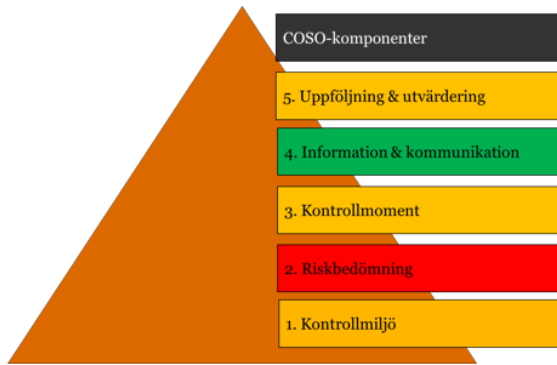 COSO-komponenter
5. Uppföljning & utvärdering
4. Information & kommunikation
3. Kontrollmoment
2. Riskbedömning
1. Kontrollmiljö